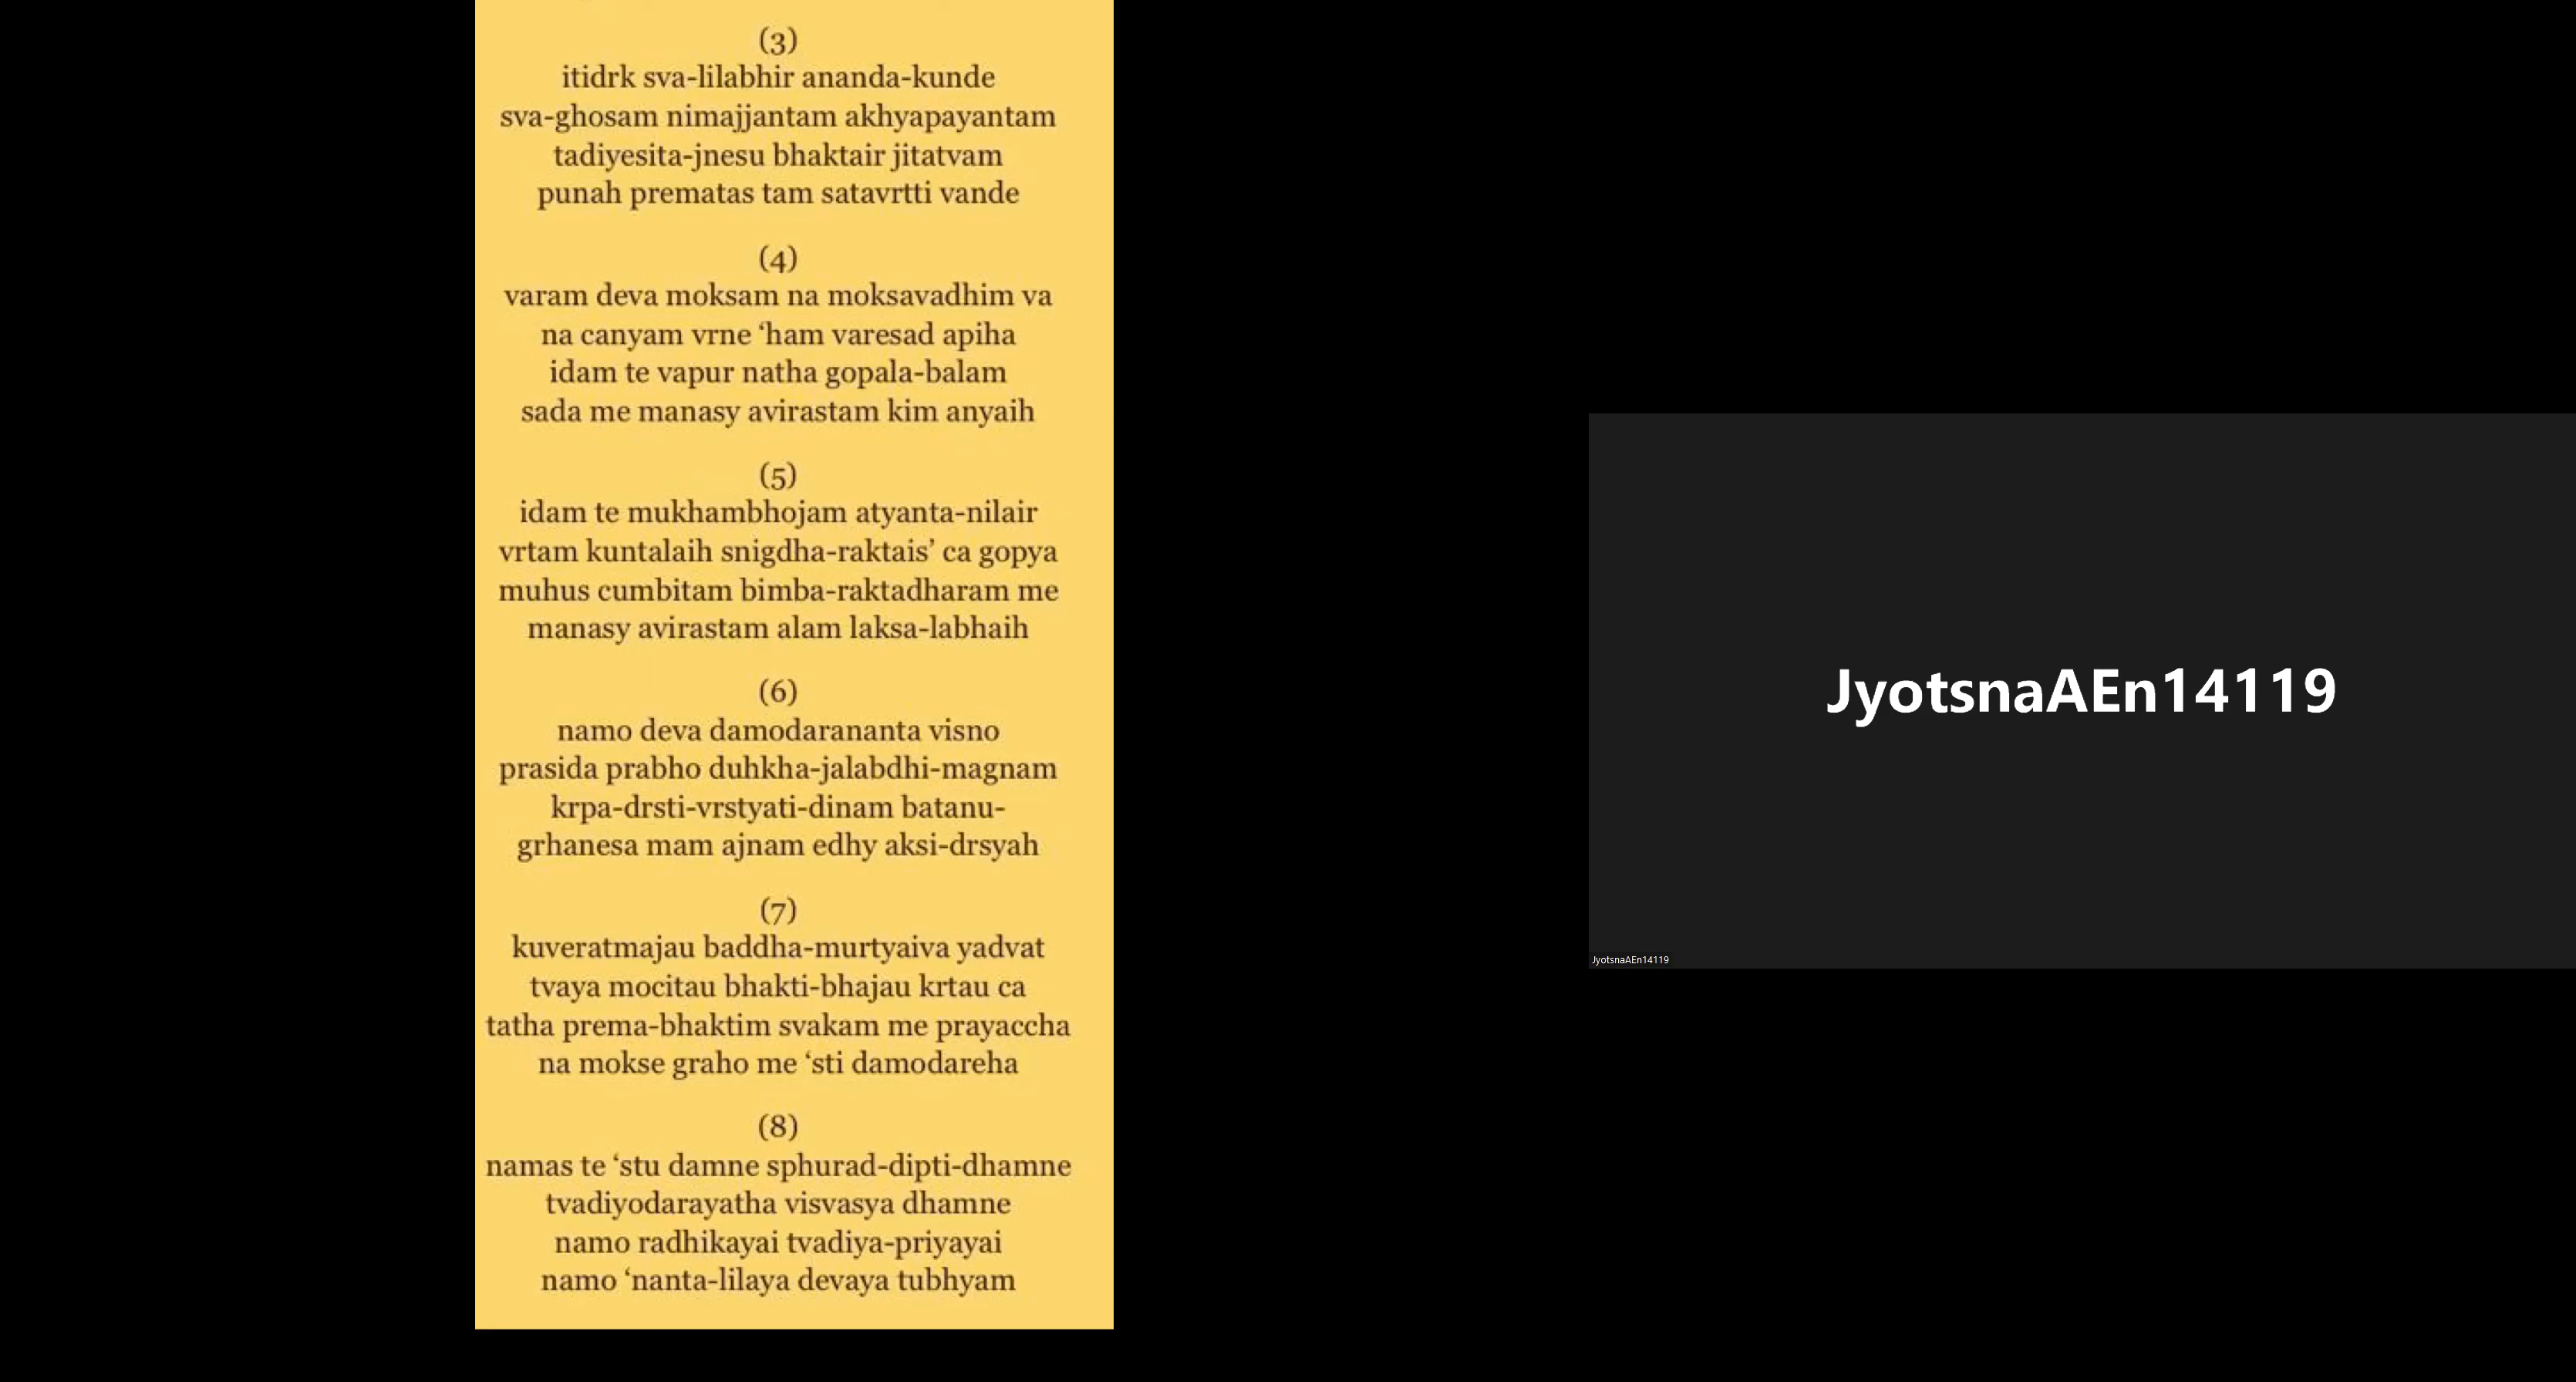 (3)
itidrk sva-lilabhir ananda-kunde
sva-ghosam nimajjantam akhyapayantam
tadiyesita-jnesu bhaktair jitatvam
punah prematas tam satavrtti vande
(4)
varam deva moksam na moksavadhim va
na canyam vrne ‘ham varesad apiha
idam te vapur natha gopala-balam
sada me manasy avirastam kim anyaih
(5)
idam te mukhambhojam atyanta-nilair
vrtam kuntalaih snigdha-raktais’ ca gopya
muhus cumbitam bimba-raktadharam me
manasy avirastam alam laksa-labhaih
(6)
namo deva damodarananta visno
prasida prabho duhkha-jalabdhi-magnam
krpa-drsti-vrstyati-dinam batanu-
grhanesa mam ajnam edhy aksi-drsyah
(7)
kuveratmajau baddha-murtyaiva yadvat
tvaya mocitau bhakti-bhajau krtau ca
tatha prema-bhaktim svakam me prayaccha
na mokse graho me ‘sti damodareha
(8)
namas te ‘stu damne sphurad-dipti-dhamne
tvadiyodarayatha visvasya dhamne
namo radhikayai tvadiya-priyayai
namo ‘nanta-lilaya devaya tubhyam
JyotsnaAEn14119
JyotsnaAEn14119